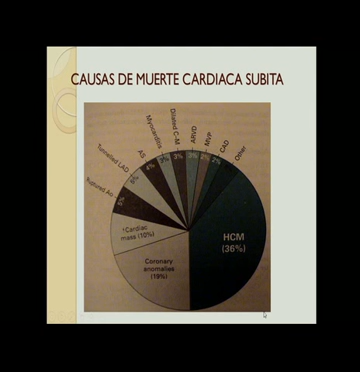 CAUSAS DE MUERTE CARDIACA SUBITA
Dilated C-M
Myocarditis
ARVD
MVP
AS
CAD
Other
Tunnelled LAD
Ruptured Ao
3%
3%
3%
2%
2%
4%
5%
5%
↑Cardiac
mass (10%)
HCM
(36%)
Coronary
anomalies
(19%)